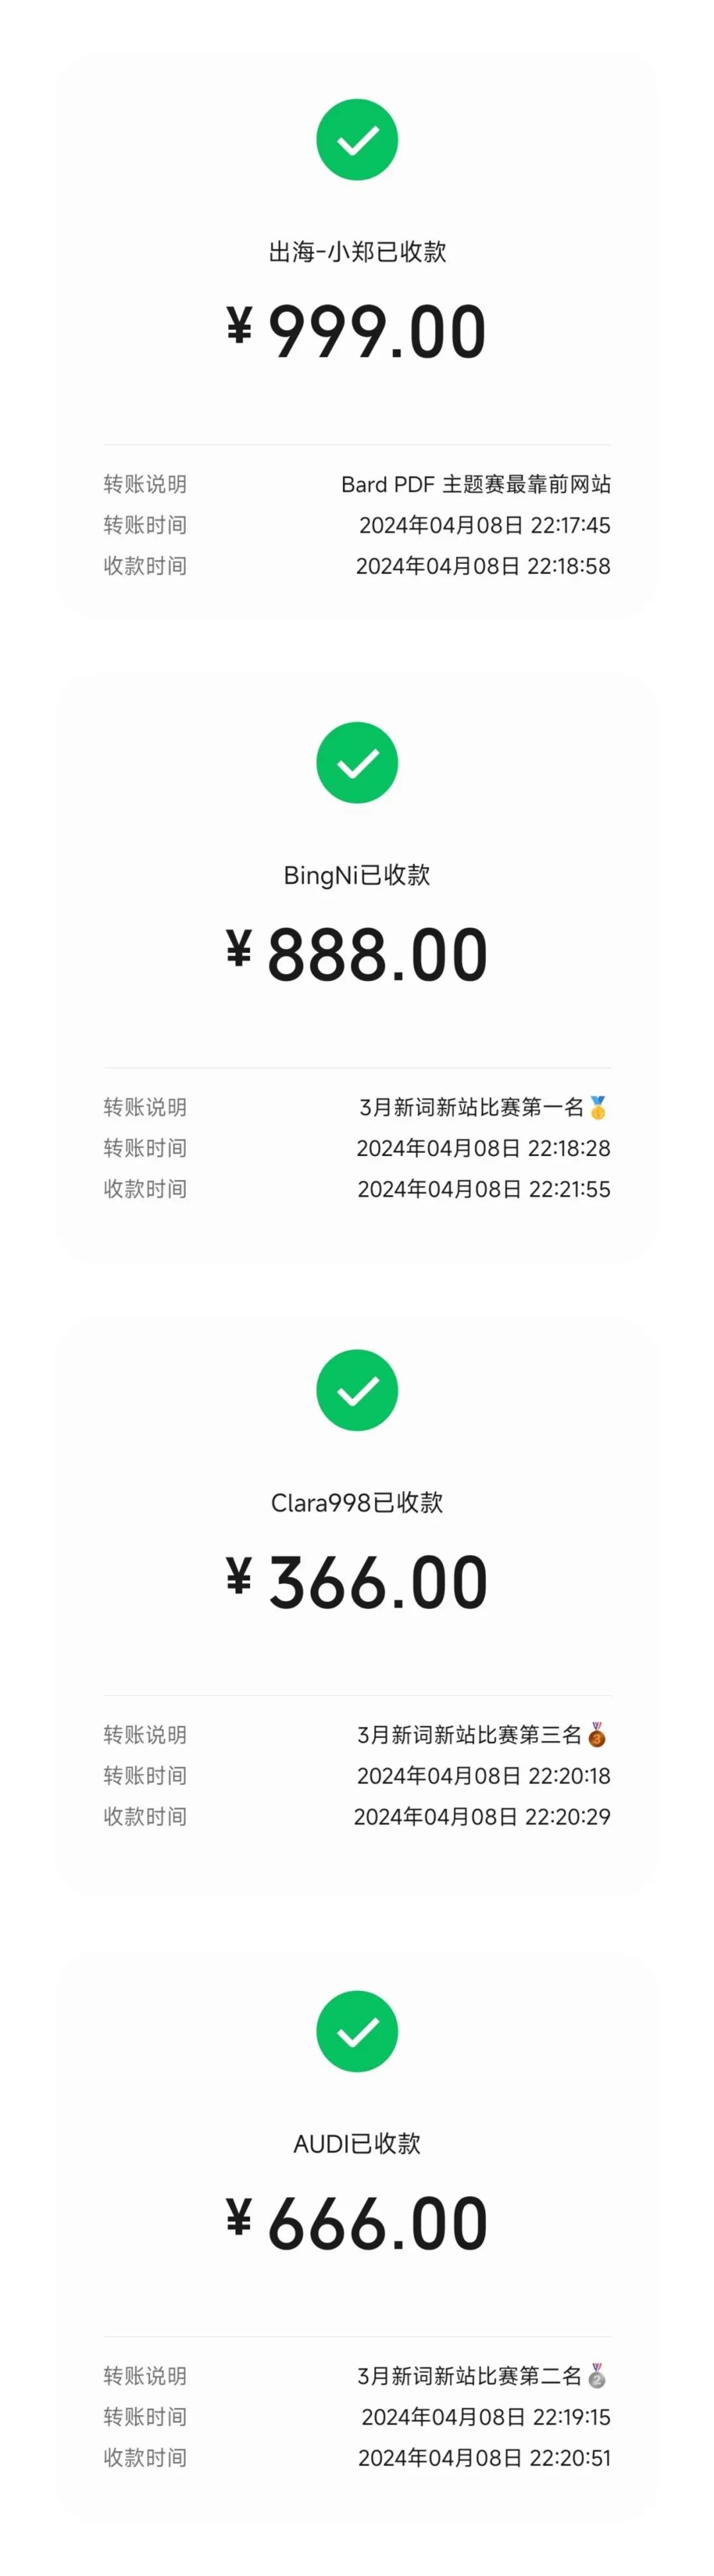 出海-小郑已收款
¥ 999.00
转账说明 Bard PDF 主题赛最靠前网站
转账时间 2024年04月08日 22:17:45
收款时间 2024年04月08日 22:18:58
BingNi已收款
¥ 888.00
转账说明 3月新词新站比赛第一名🥇
转账时间 2024年04月08日 22:18:28
收款时间 2024年04月08日 22:21:55
Clara998已收款
¥ 366.00
转账说明 3月新词新站比赛第三名🥉
转账时间 2024年04月08日 22:20:18
收款时间 2024年04月08日 22:20:29
AUDI已收款
¥ 666.00
转账说明 3月新词新站比赛第二名🥈
转账时间 2024年04月08日 22:19:15
收款时间 2024年04月08日 22:20:51